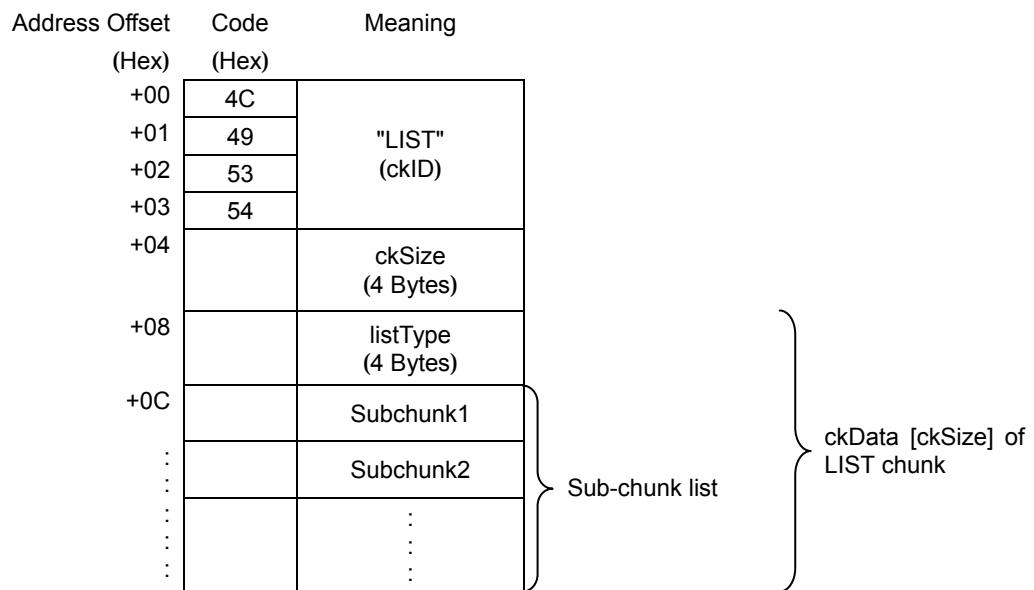 Address Offset Code Meaning
(Hex) (Hex)
+00 4C
+01 49 "LIST"
+02 53 (ckID)
+03 54
+04 ckSize
(4 Bytes)
+08 listType
(4 Bytes)
+0C Subchunk1
Subchunk2
Sub-chunk list
ckData [ckSize] of
LIST chunk